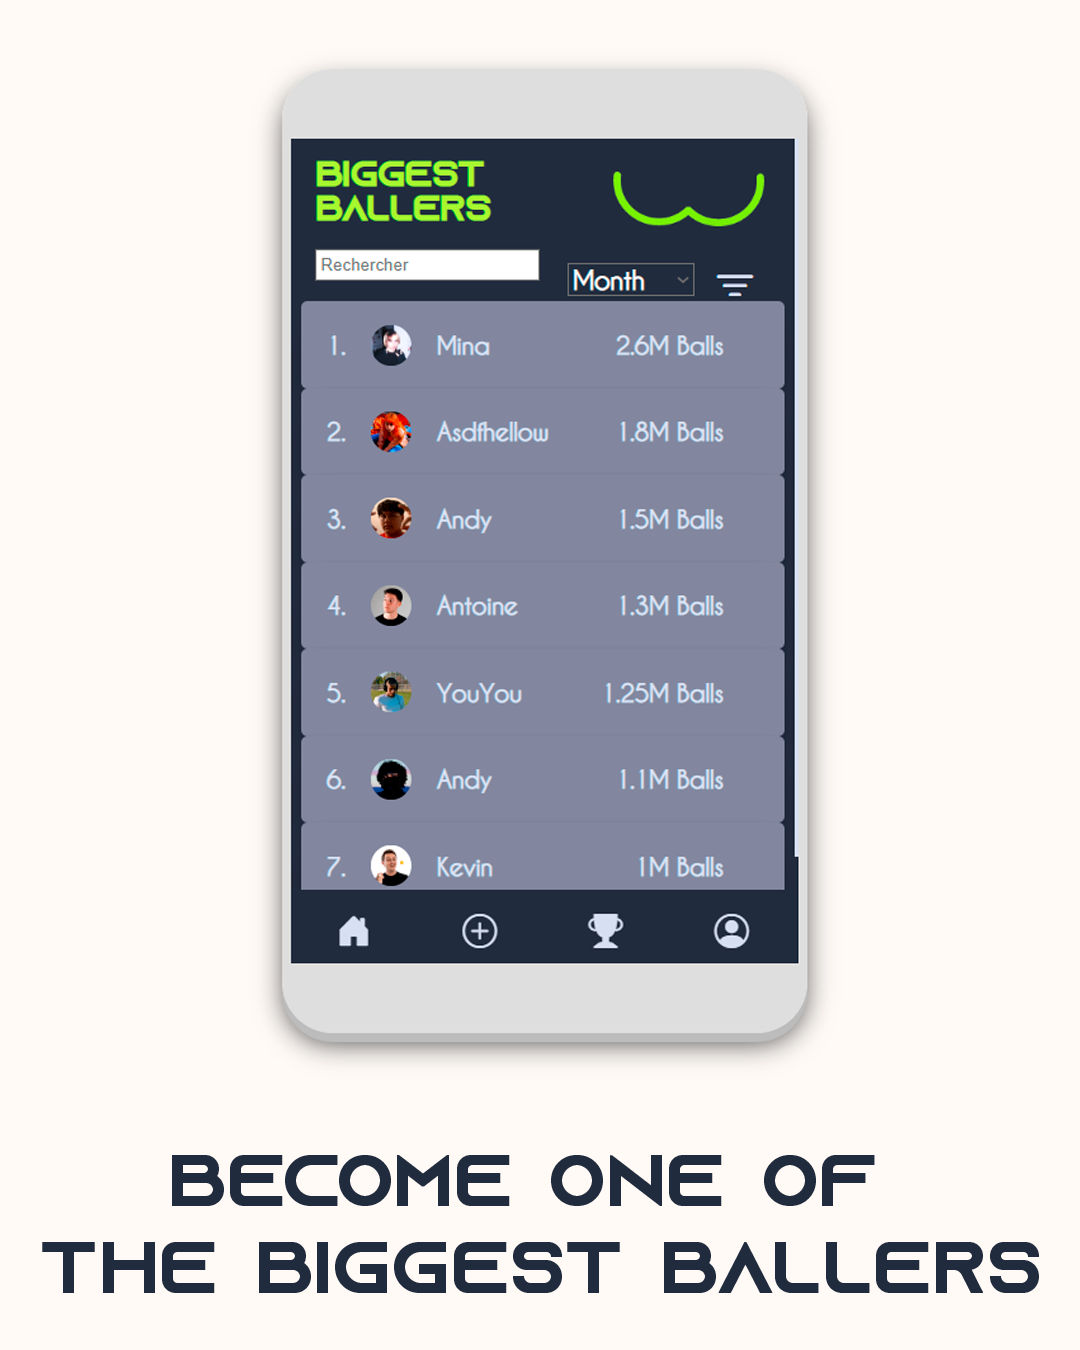 BIGGEST
BALLERS
Rechercher
Month
1. Mina 2.6M Balls
2. Asdfhellow 1.8M Balls
3. Andy 1.5M Balls
4. Antoine 1.3M Balls
5. YouYou 1.25M Balls
6. Andy 1.1M Balls
7. Kevin 1M Balls
BECOME ONE OF
THE BIGGEST BALLERS